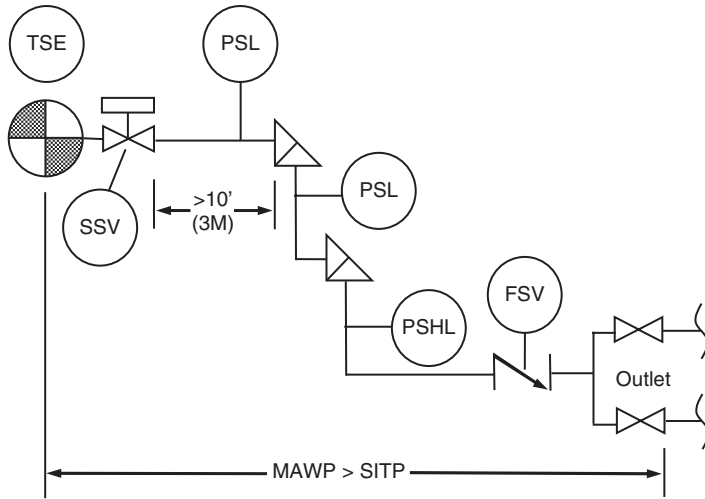 TSE
PSL
PSL
>10'
(3M)
SSV
FSV
PSHL
Outlet
MAWP > SITP